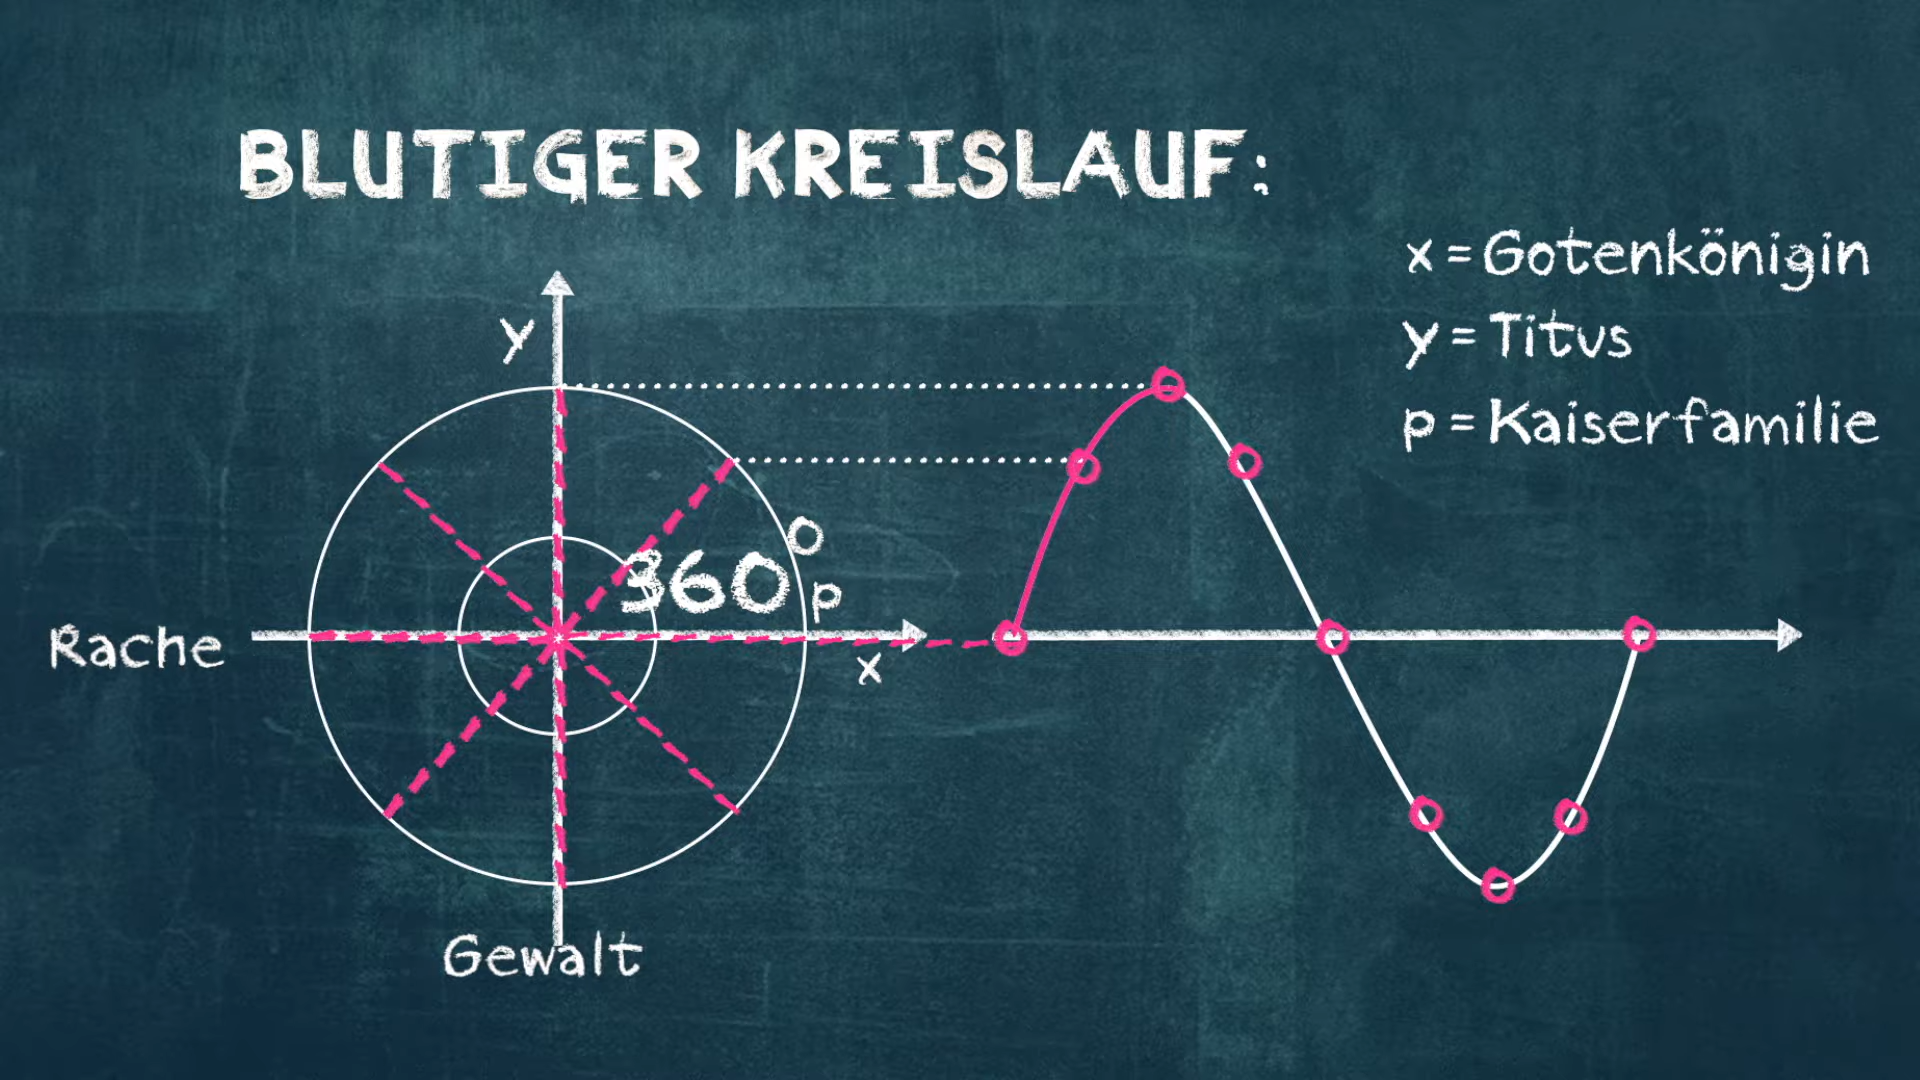 BLUTIGER KREISLAUF:
x = Gotenkönigin
y = Titus
p = Kaiserfamilie
y
360°
p
Rache
x
Gewalt